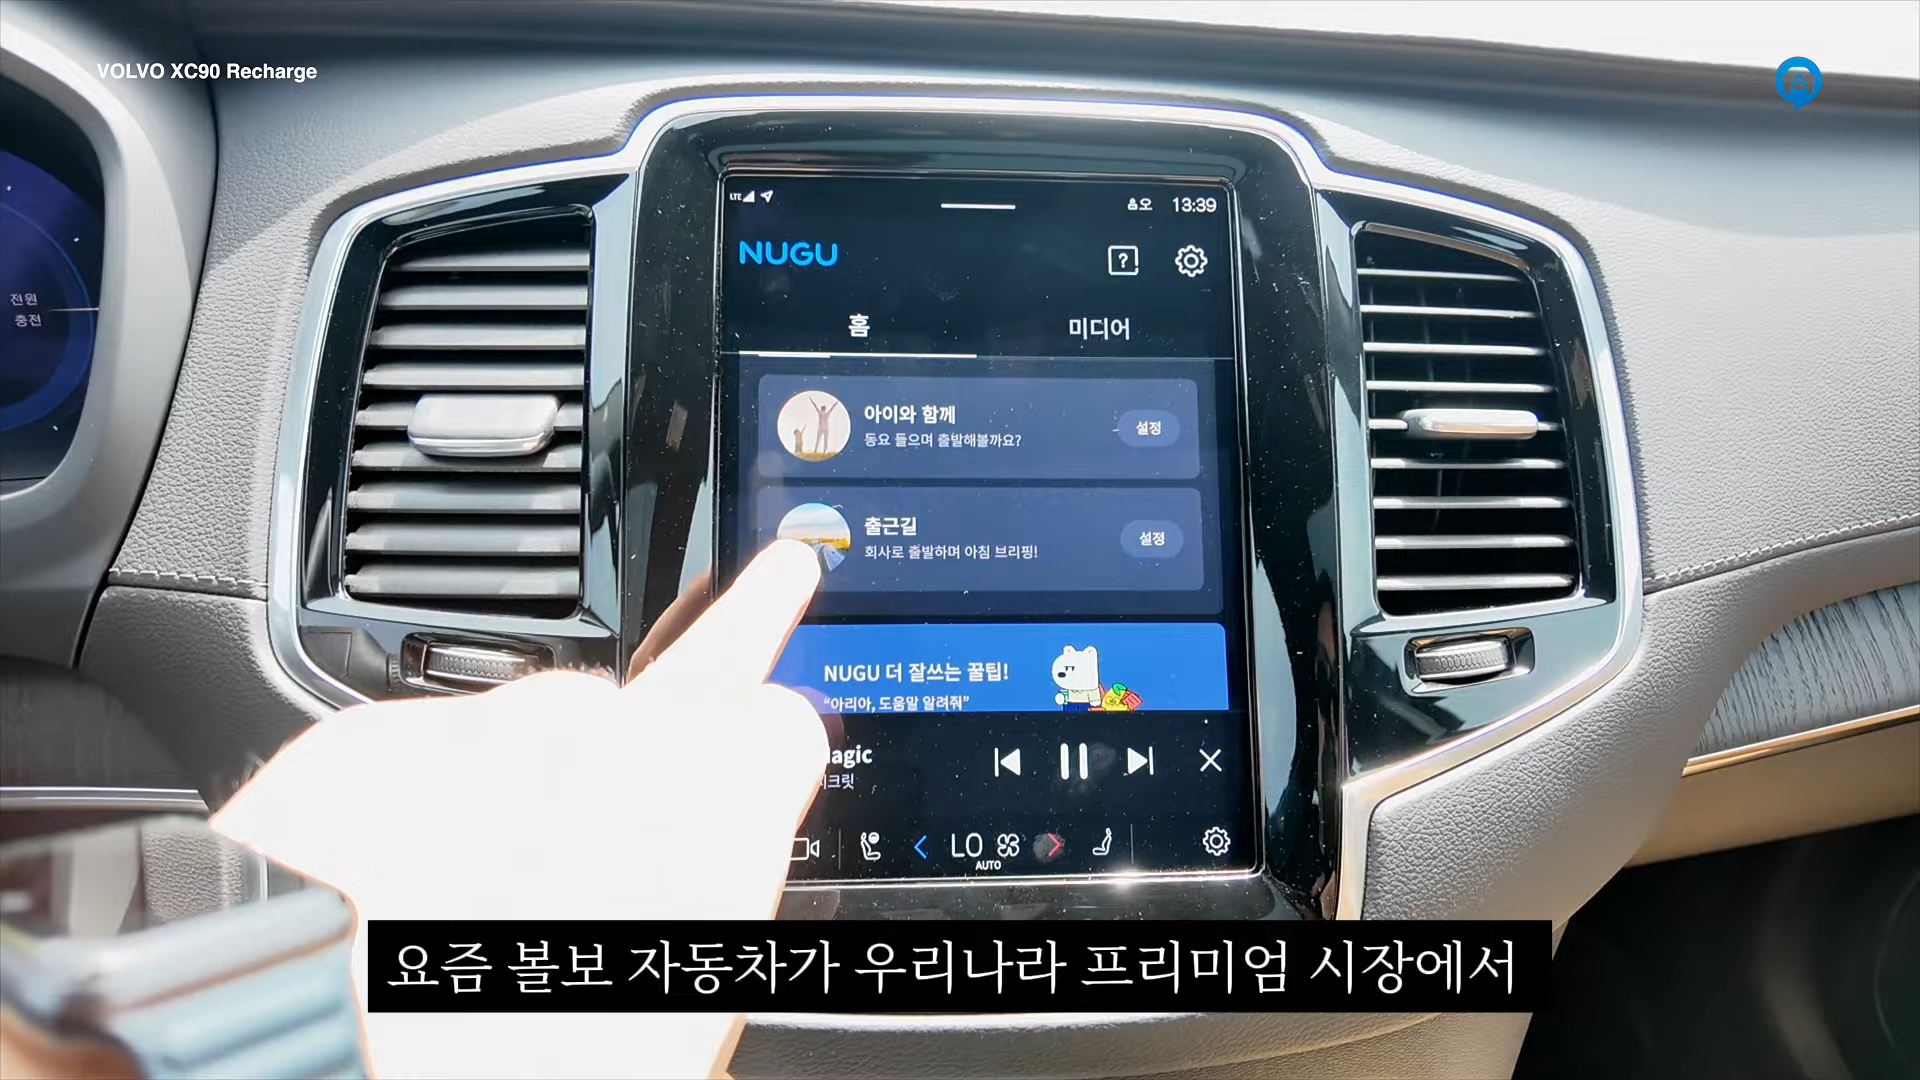 VOLVO XC90 Recharge
전원
충전
LTE
13:39
NUGU
?
홈
미디어
아이와 함께
동요 들으며 출발해볼까요?
설정
출근길
회사로 출발하며 아침 브리핑!
설정
NUGU 더 잘쓰는 꿀팁!
“아리아, 도움말 알려줘”
agic
크릿
LO
AUTO
요즘 볼보 자동차가 우리나라 프리미엄 시장에서